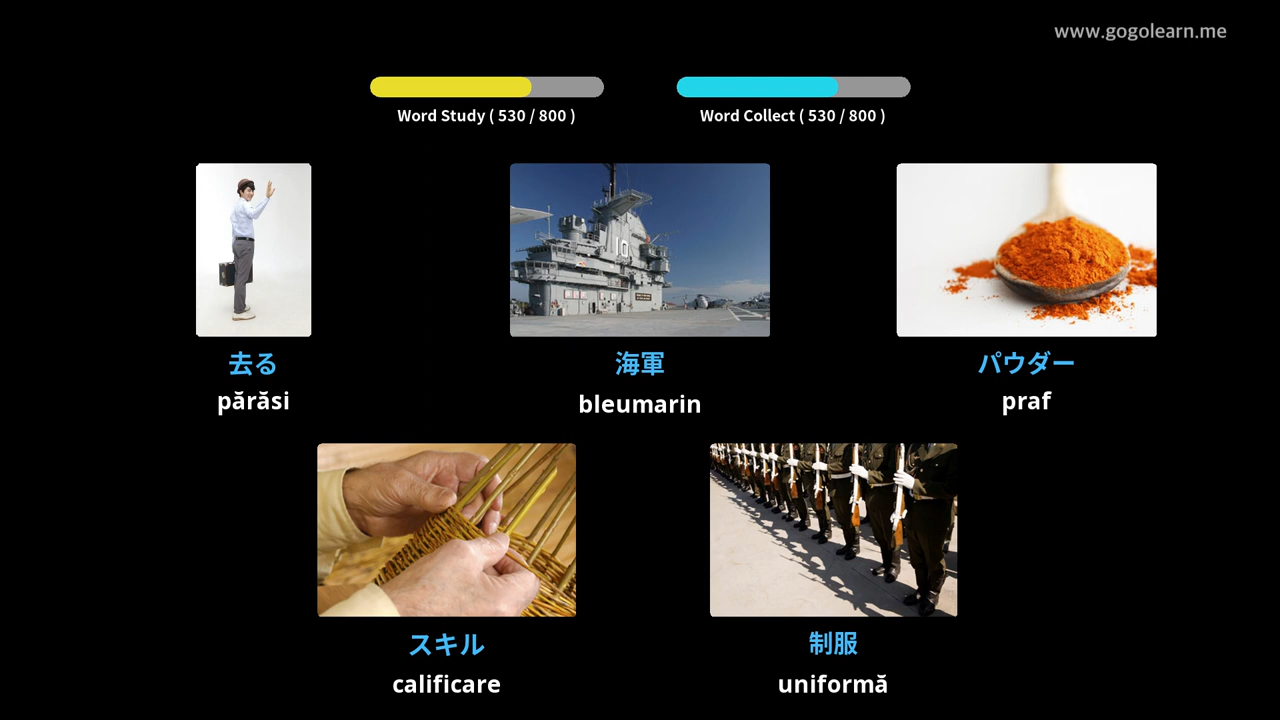 www.gogolearn.me
Word Study ( 530 / 800 )
Word Collect ( 530 / 800 )
10
去る
părăsi
海軍
bleumarin
パウダー
praf
スキル
calificare
制服
uniformă